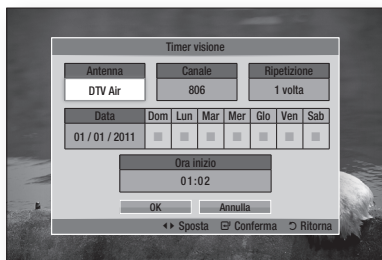 Timer visione
Antenna Canale Ripetizione
DTV Air 806 1 volta
Data Dom Lun Mar Mer Glo Ven Sab
01 / 01 / 2011
Ora inizio
01:02
OK Annulla
Sposta Conferma Ritorna